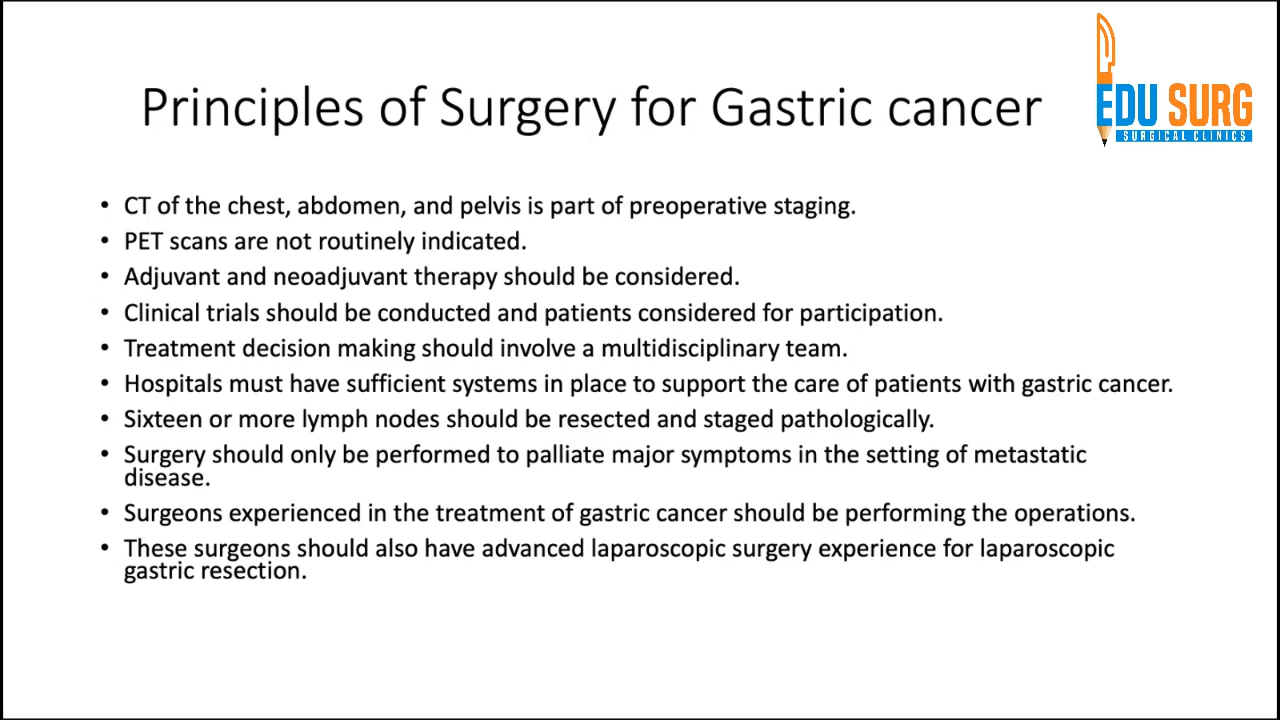 Principles of Surgery for Gastric cancer
EDU SURG
SURGICAL CLINICS
• CT of the chest, abdomen, and pelvis is part of preoperative staging.
• PET scans are not routinely indicated.
• Adjuvant and neoadjuvant therapy should be considered.
• Clinical trials should be conducted and patients considered for participation.
• Treatment decision making should involve a multidisciplinary team.
• Hospitals must have sufficient systems in place to support the care of patients with gastric cancer.
• Sixteen or more lymph nodes should be resected and staged pathologically.
• Surgery should only be performed to palliate major symptoms in the setting of metastatic
disease.
• Surgeons experienced in the treatment of gastric cancer should be performing the operations.
• These surgeons should also have advanced laparoscopic surgery experience for laparoscopic
gastric resection.